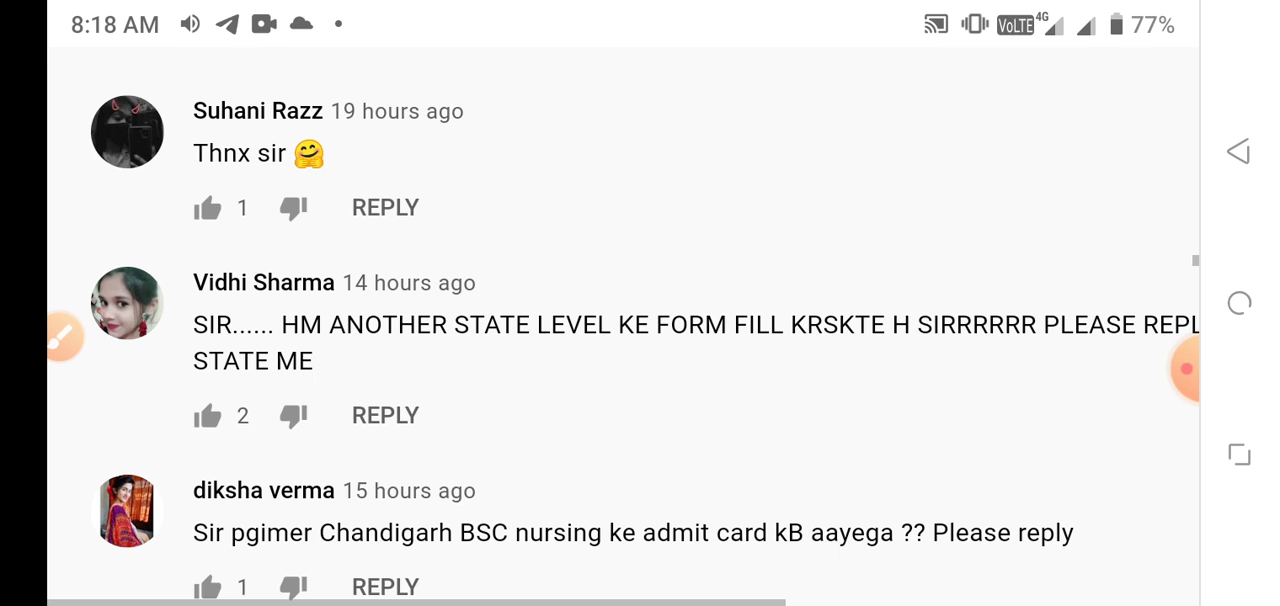 8:18 AM
VoLTE 4G 77%
Suhani Razz 19 hours ago
Thnx sir 🤗
1 REPLY
Vidhi Sharma 14 hours ago
SIR...... HM ANOTHER STATE LEVEL KE FORM FILL KRSKTE H SIRRRRRR PLEASE REPL
STATE ME
2 REPLY
diksha verma 15 hours ago
Sir pgimer Chandigarh BSC nursing ke admit card kB aayega ?? Please reply
1 REPLY